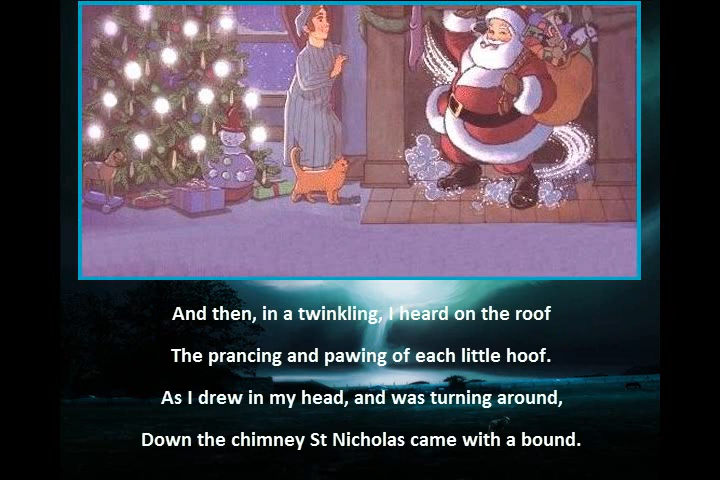 And then, in a twinkling, I heard on the roof
The prancing and pawing of each little hoof.
As I drew in my head, and was turning around,
Down the chimney St Nicholas came with a bound.